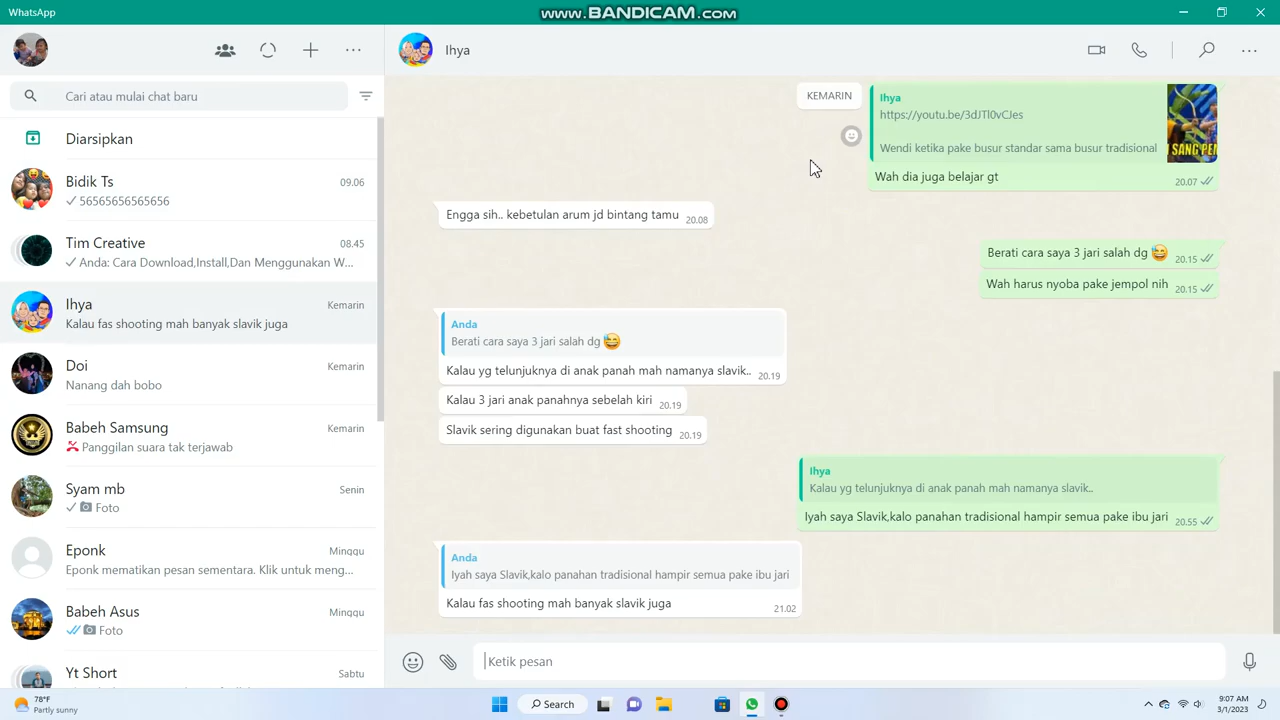 WhatsApp
www.BANDICAM.com
Ihya
Cari atau mulai chat baru
Diarsipkan
Bidik Ts
09.06
56565656565656
Tim Creative
08.45
Anda: Cara Download,Install,Dan Menggunakan W...
Ihya
Kemarin
Kalau fas shooting mah banyak slavik juga
Doi
Kemarin
Nanang dah bobo
Babeh Samsung
Kemarin
Panggilan suara tak terjawab
Syam mb
Senin
Foto
Eponk
Minggu
Eponk mematikan pesan sementara. Klik untuk meng...
Babeh Asus
Minggu
Foto
Yt Short
Sabtu
KEMARIN
Ihya
https://youtu.be/3dJTl0vCJes
Wendi ketika pake busur standar sama busur tradisional
Wah dia juga belajar gt
20.07
Engga sih.. kebetulan arum jd bintang tamu 20.08
Berati cara saya 3 jari salah dg 😅 20.15
Wah harus nyoba pake jempol nih 20.15
Anda
Berati cara saya 3 jari salah dg 😅
Kalau yg telunjuknya di anak panah mah namanya slavik.. 20.19
Kalau 3 jari anak panahnya sebelah kiri 20.19
Slavik sering digunakan buat fast shooting 20.19
Ihya
Kalau yg telunjuknya di anak panah mah namanya slavik..
Iyah saya Slavik,kalo panahan tradisional hampir semua pake ibu jari 20.55
Anda
Iyah saya Slavik,kalo panahan tradisional hampir semua pake ibu jari
Kalau fas shooting mah banyak slavik juga 21.02
Ketik pesan
78°F
Partly sunny
Search
9:07 AM
3/1/2023